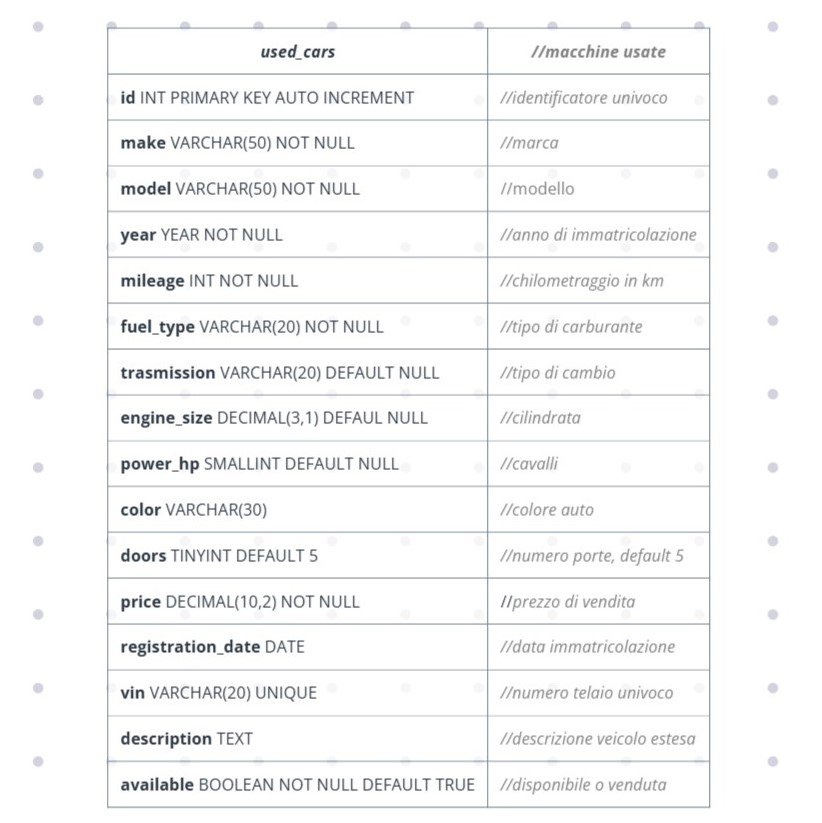 used_cars //macchine usate
id INT PRIMARY KEY AUTO INCREMENT //identificatore univoco
make VARCHAR(50) NOT NULL //marca
model VARCHAR(50) NOT NULL //modello
year YEAR NOT NULL //anno di immatricolazione
mileage INT NOT NULL //chilometraggio in km
fuel_type VARCHAR(20) NOT NULL //tipo di carburante
trasmission VARCHAR(20) DEFAULT NULL //tipo di cambio
engine_size DECIMAL(3,1) DEFAUL NULL //cilindrata
power_hp SMALLINT DEFAULT NULL //cavalli
color VARCHAR(30) //colore auto
doors TINYINT DEFAULT 5 //numero porte, default 5
price DECIMAL(10,2) NOT NULL //prezzo di vendita
registration_date DATE //data immatricolazione
vin VARCHAR(20) UNIQUE //numero telaio univoco
description TEXT //descrizione veicolo estesa
available BOOLEAN NOT NULL DEFAULT TRUE //disponibile o venduta